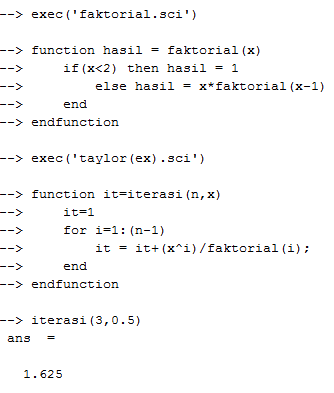 --> exec('faktorial.sci')
--> function hasil = faktorial(x)
-->     if(x<2) then hasil = 1
-->         else hasil = x*faktorial(x-1)
-->     end
--> endfunction
--> exec('taylor(ex).sci')
--> function it=iterasi(n,x)
-->     it=1
-->     for i=1:(n-1)
-->         it = it+(x^i)/faktorial(i);
-->     end
--> endfunction
--> iterasi(3,0.5)
ans  =
1.625